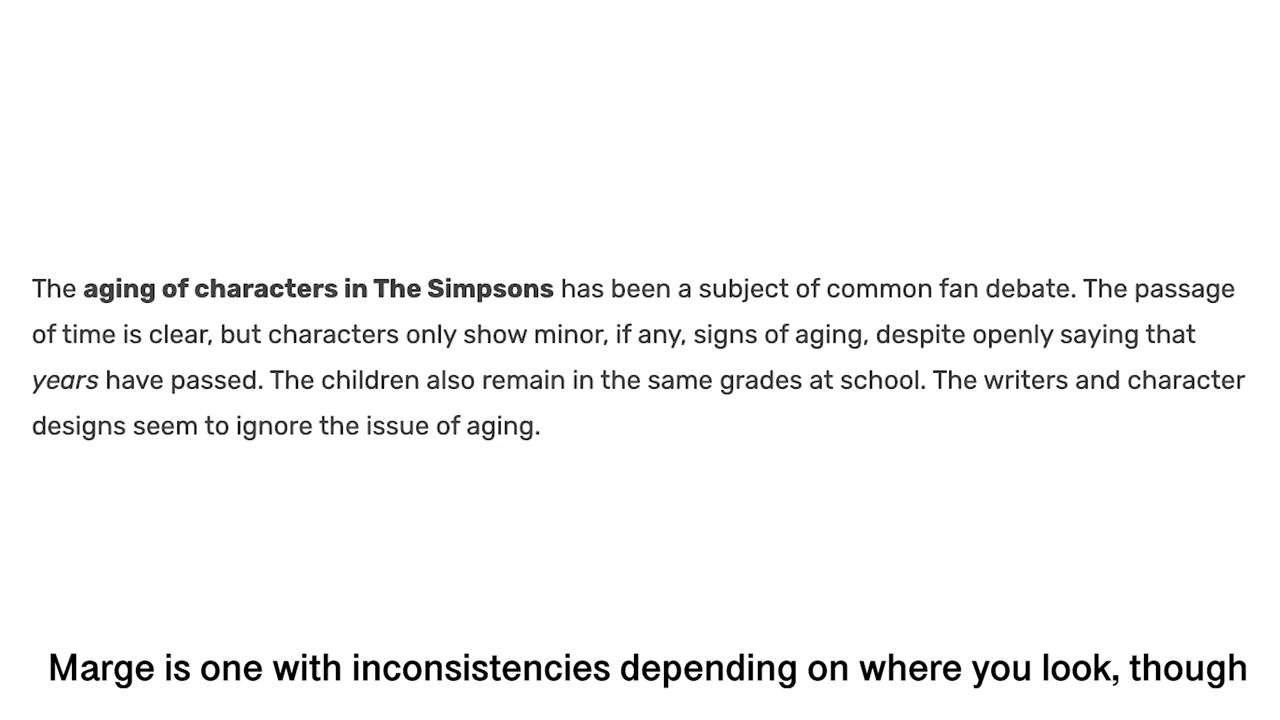 The aging of characters in The Simpsons has been a subject of common fan debate. The passage
of time is clear, but characters only show minor, if any, signs of aging, despite openly saying that
years have passed. The children also remain in the same grades at school. The writers and character
designs seem to ignore the issue of aging.
Marge is one with inconsistencies depending on where you look, though